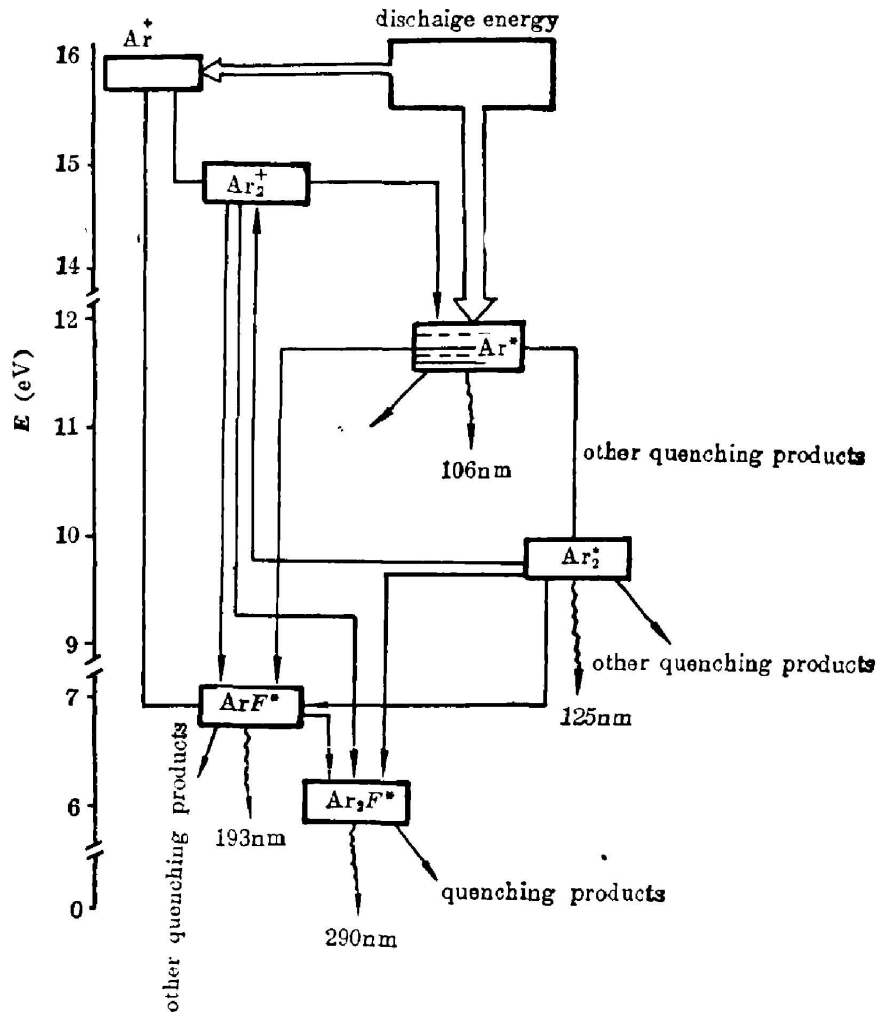 dischaige energy
Ar⁺
16
15
Ar₂⁺
14
12
Ar*
E (eV)
11
106nm
other quenching products
10
Ar₂*
9
other quenching products
7
ArF*
125nm
other quenching products
Ar₂F*
6
193nm
quenching products
0
290nm